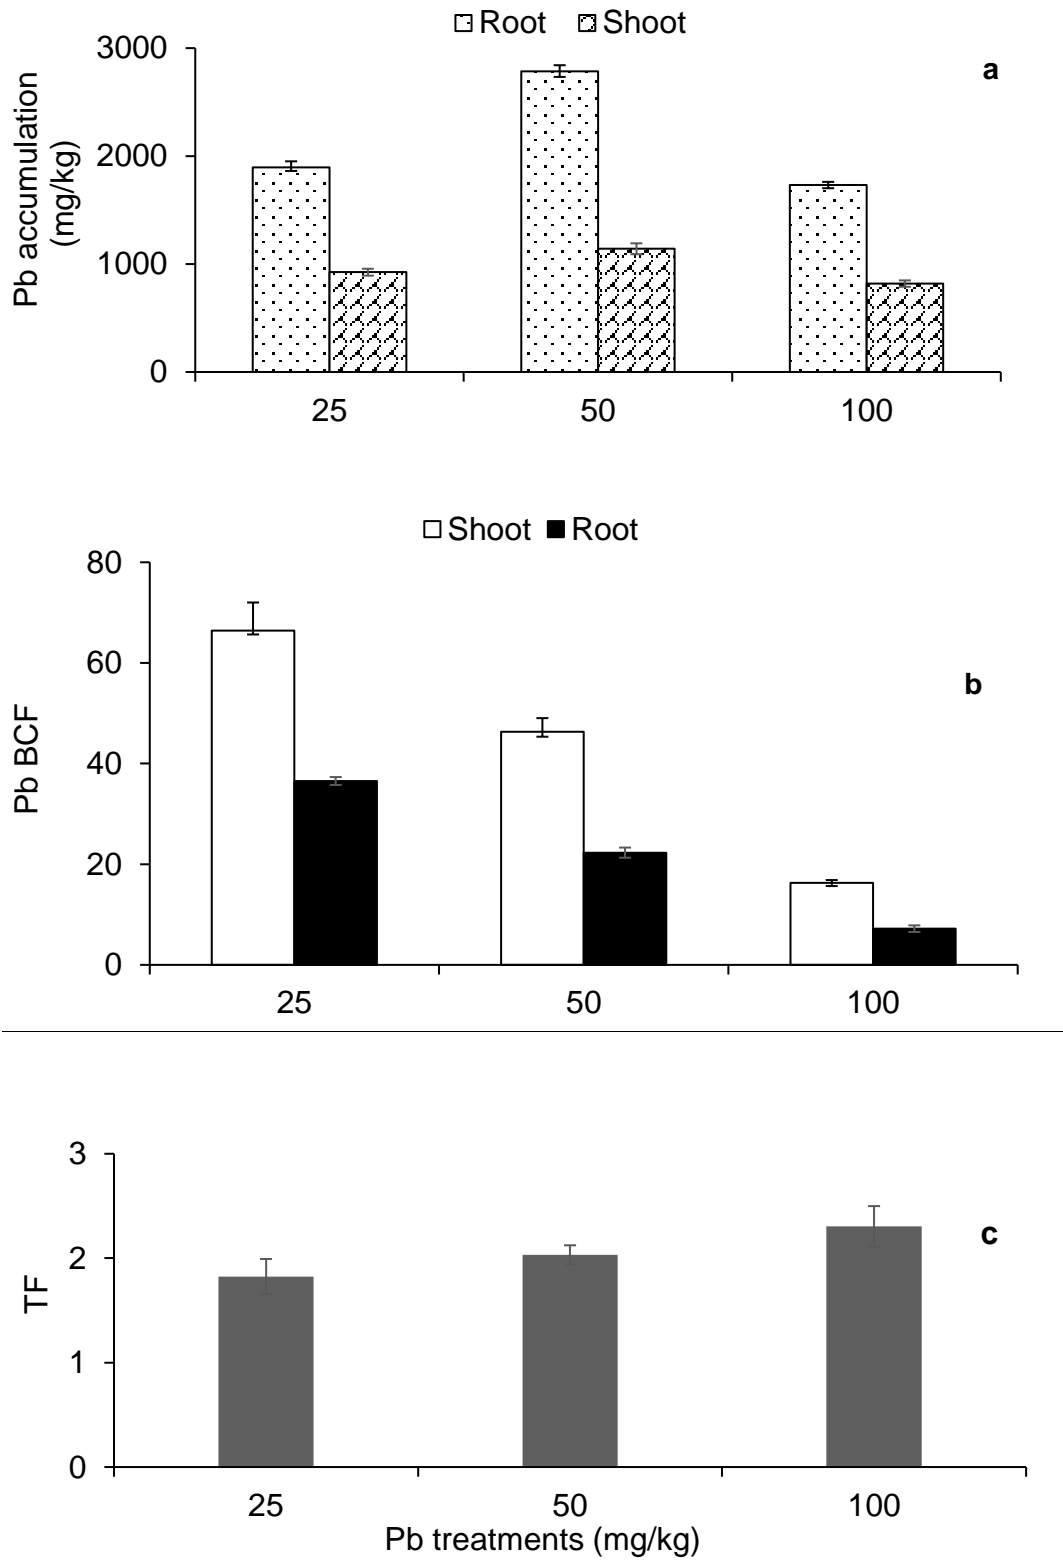 Root Shoot
a
3000
2000
1000
0
Pb accumulation
(mg/kg)
25 50 100
Shoot Root
b
80
60
40
20
0
Pb BCF
25 50 100
c
3
2
1
0
TF
25 50 100
Pb treatments (mg/kg)